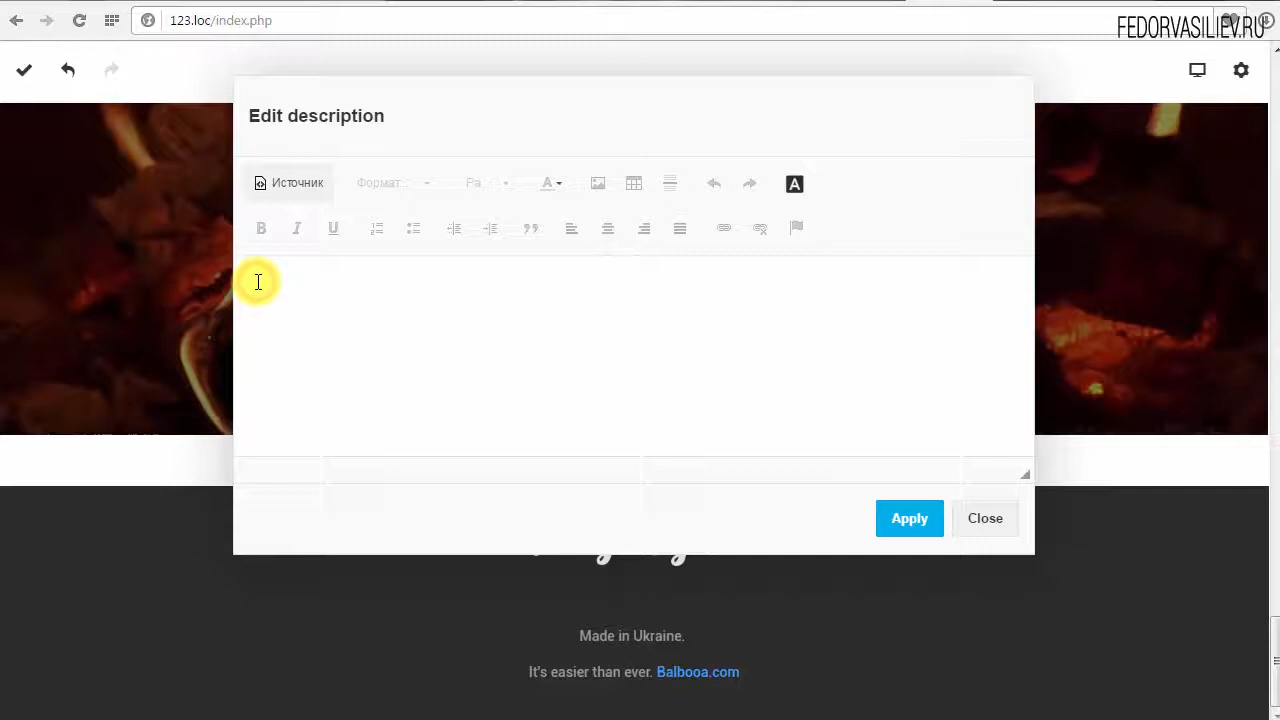 123.loc/index.php
FEDORVASILIEV.RU
Edit description
Источник
Формат...
Ра...
Apply
Close
Made in Ukraine.
It's easier than ever. Balbooa.com